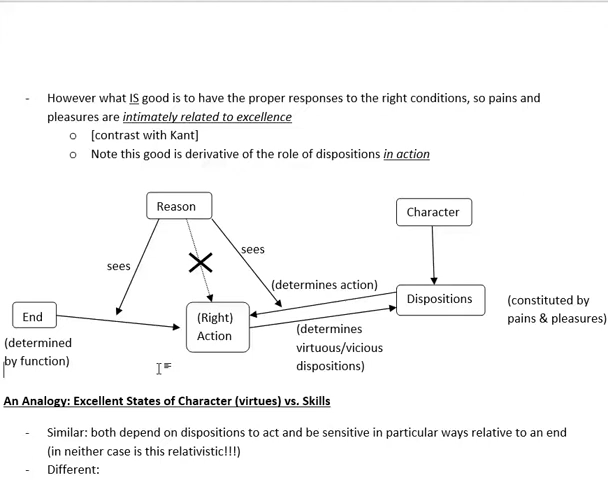 - However what IS good is to have the proper responses to the right conditions, so pains and
pleasures are intimately related to excellence
o [contrast with Kant]
o Note this good is derivative of the role of dispositions in action
Reason
Character
sees
sees
(determines action)
Dispositions
(constituted by
pains & pleasures)
End
(Right)
Action
(determined
by function)
(determines
virtuous/vicious
dispositions)
An Analogy: Excellent States of Character (virtues) vs. Skills
- Similar: both depend on dispositions to act and be sensitive in particular ways relative to an end
(in neither case is this relativistic!!!)
- Different: